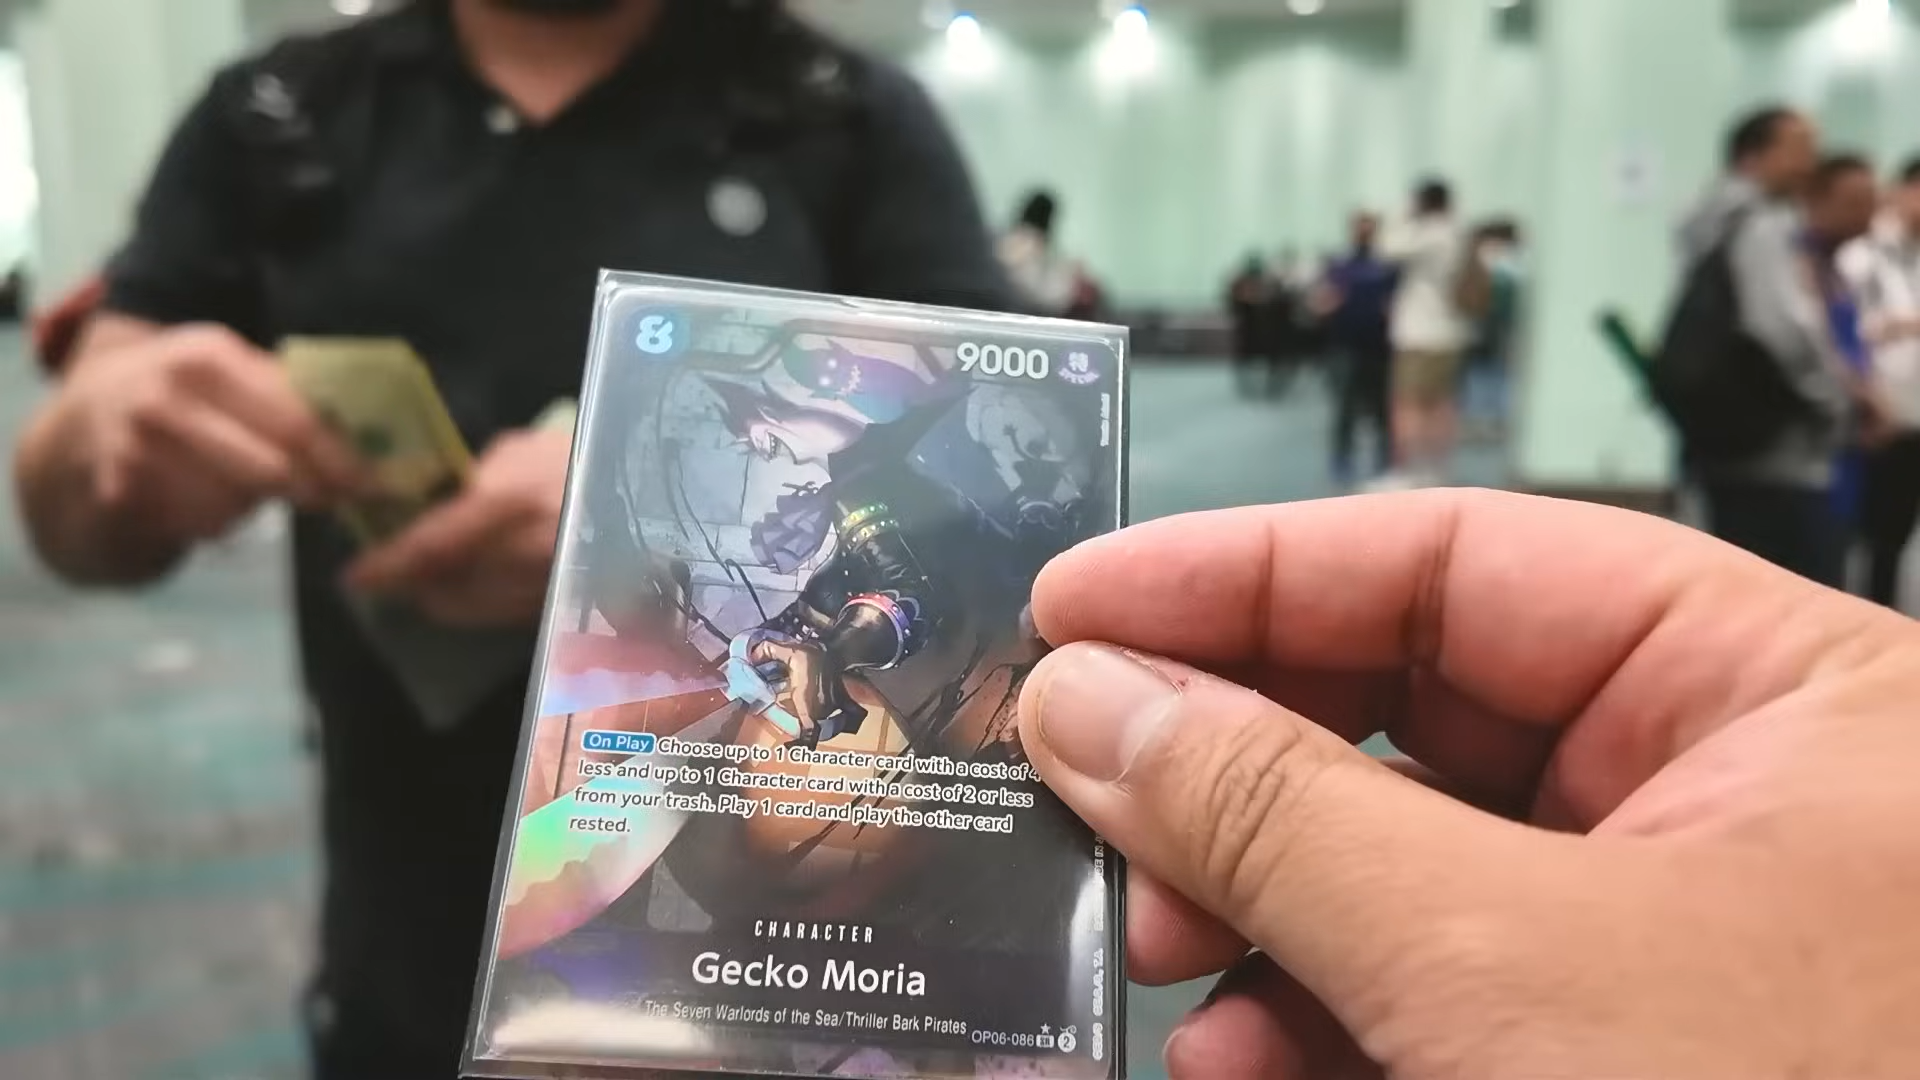 8
9000
SPECIAL
On Play Choose up to 1 Character card with a cost of 4
less and up to 1 Character card with a cost of 2 or less
from your trash. Play 1 card and play the other card
rested.
CHARACTER
Gecko Moria
The Seven Warlords of the Sea/Thriller Bark Pirates
OP06-086 SR 2